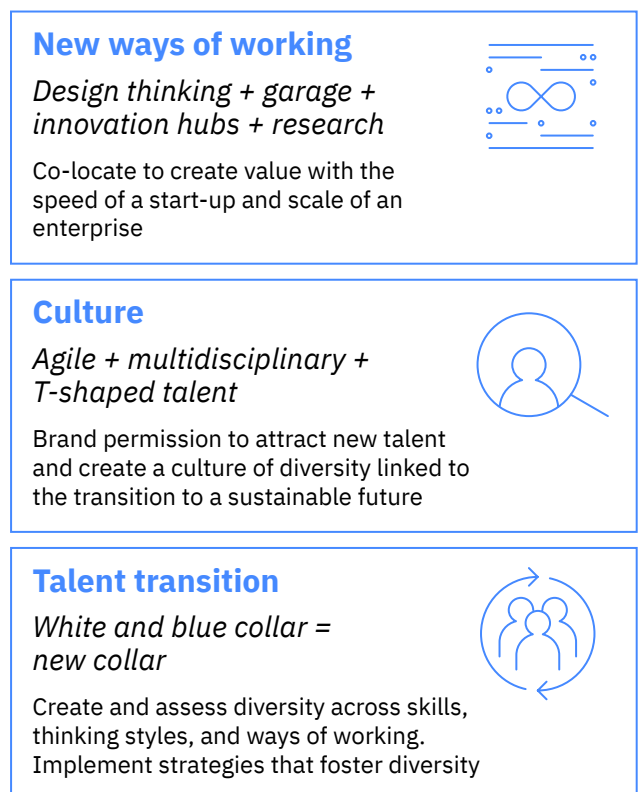 New ways of working
Design thinking + garage +
innovation hubs + research
Co-locate to create value with the
speed of a start-up and scale of an
enterprise
Culture
Agile + multidisciplinary +
T-shaped talent
Brand permission to attract new talent
and create a culture of diversity linked to
the transition to a sustainable future
Talent transition
White and blue collar =
new collar
Create and assess diversity across skills,
thinking styles, and ways of working.
Implement strategies that foster diversity